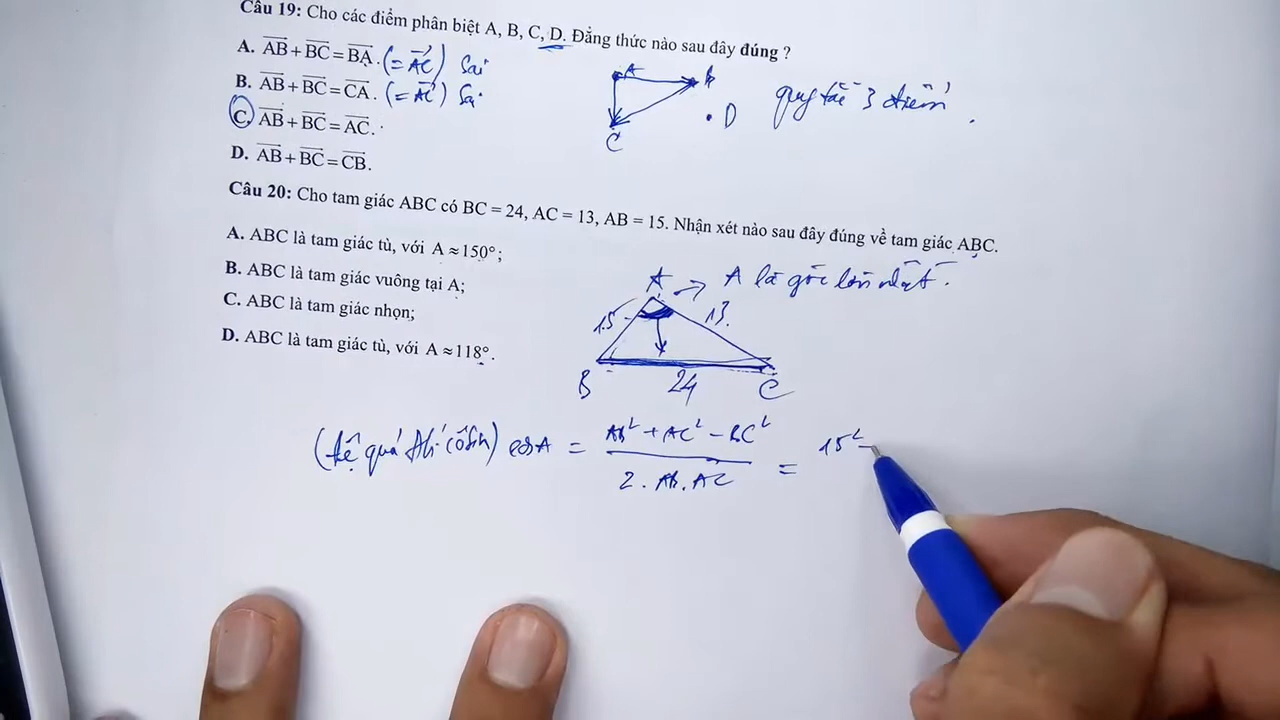 Câu 19: Cho các điểm phân biệt A, B, C, D. Đẳng thức nào sau đây đúng ?
A. AB + BC = BA. (= AC) Sai
B. AB + BC = CA. (= AC) Sai
C. AB + BC = AC.
D. AB + BC = CB.
A B
D
C
quy tắc 3 điểm.
Câu 20: Cho tam giác ABC có BC = 24, AC = 13, AB = 15. Nhận xét nào sau đây đúng về tam giác ABC.
A. ABC là tam giác tù, với A ≈ 150°;
B. ABC là tam giác vuông tại A;
C. ABC là tam giác nhọn;
D. ABC là tam giác tù, với A ≈ 118°.
A → A là góc lớn nhất.
15 13.
B 24 C
(Hệ quả đlí côsin) cosA = (AB² + AC² - BC²) / (2 . AB . AC) = 15²